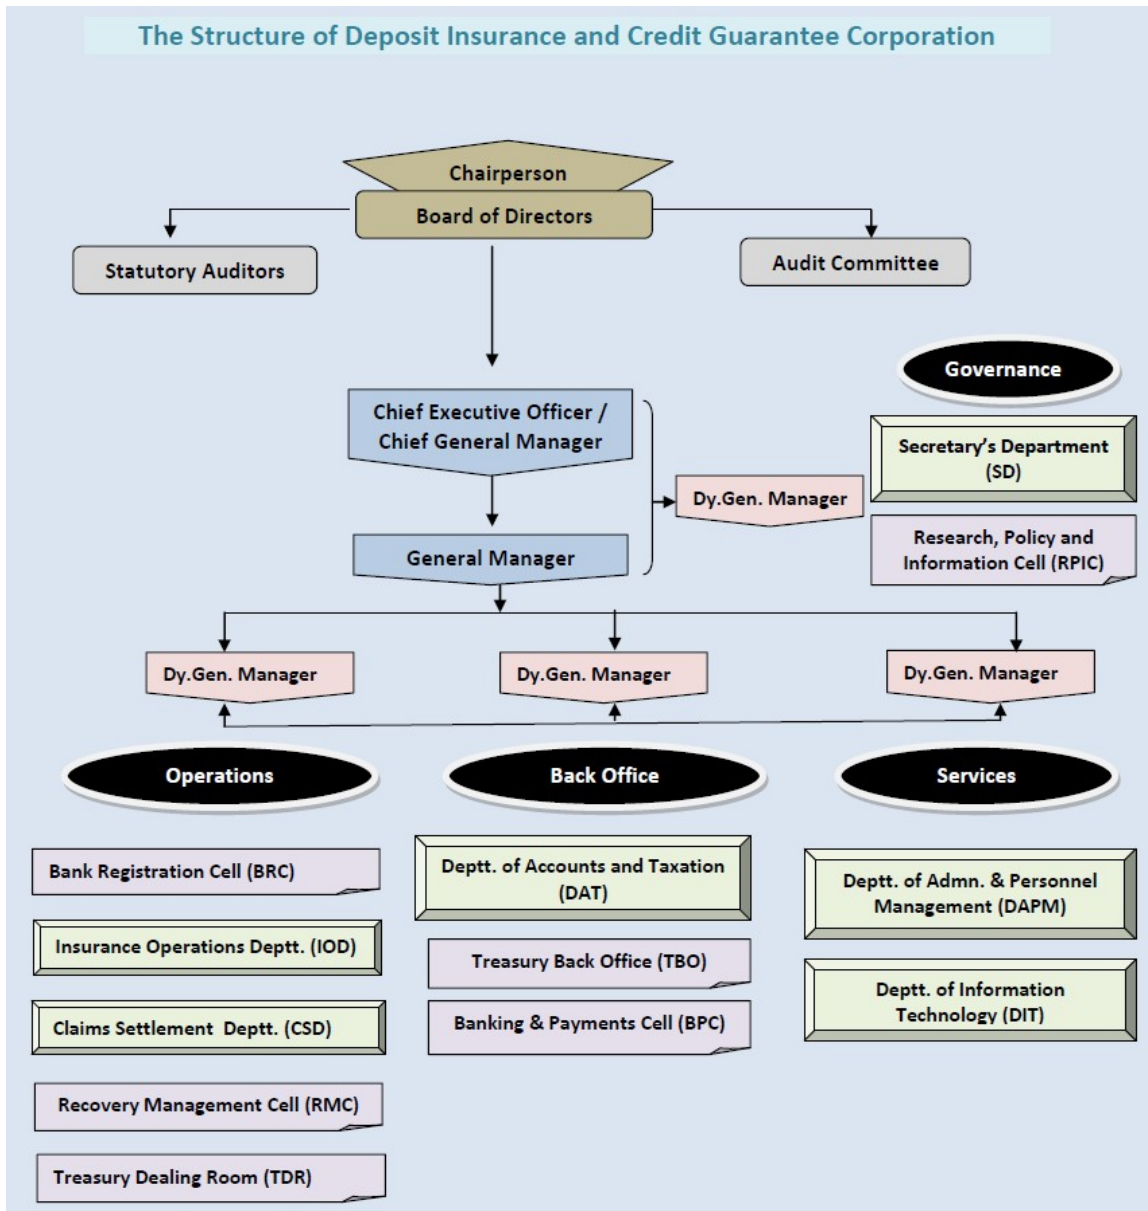 The Structure of Deposit Insurance and Credit Guarantee Corporation
Chairperson
Board of Directors
Statutory Auditors
Audit Committee
Governance
Chief Executive Officer /
Chief General Manager
Secretary’s Department
(SD)
Dy.Gen. Manager
Research, Policy and
Information Cell (RPIC)
General Manager
Dy.Gen. Manager
Dy.Gen. Manager
Dy.Gen. Manager
Operations
Bank Registration Cell (BRC)
Insurance Operations Deptt. (IOD)
Claims Settlement Deptt. (CSD)
Recovery Management Cell (RMC)
Treasury Dealing Room (TDR)
Back Office
Deptt. of Accounts and Taxation
(DAT)
Treasury Back Office (TBO)
Banking & Payments Cell (BPC)
Services
Deptt. of Admn. & Personnel
Management (DAPM)
Deptt. of Information
Technology (DIT)